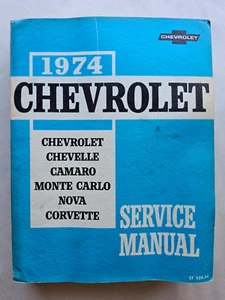 CHEVROLET
1974
CHEVROLET
CHEVROLET
CHEVELLE
CAMARO
MONTE CARLO
NOVA
CORVETTE
SERVICE
MANUAL